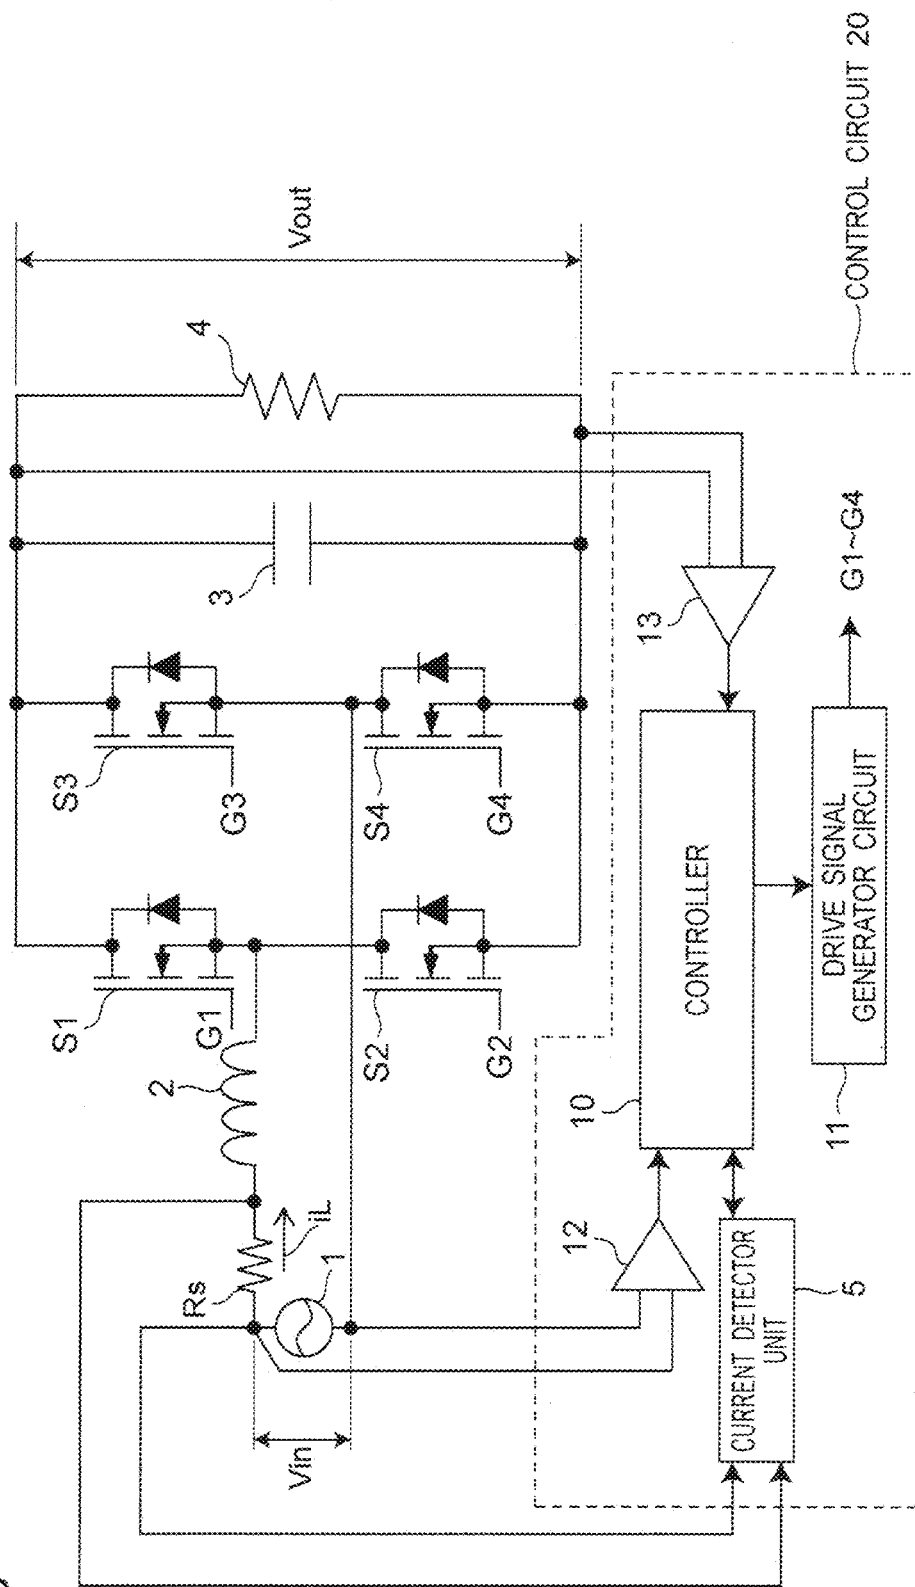 Vin
Rs
iL
1
2
S1
G1
S2
G2
S3
G3
S4
G4
3
4
Vout
CONTROL CIRCUIT 20
CURRENT DETECTOR
UNIT
5
12
10
CONTROLLER
13
11
DRIVE SIGNAL
GENERATOR CIRCUIT
G1~G4